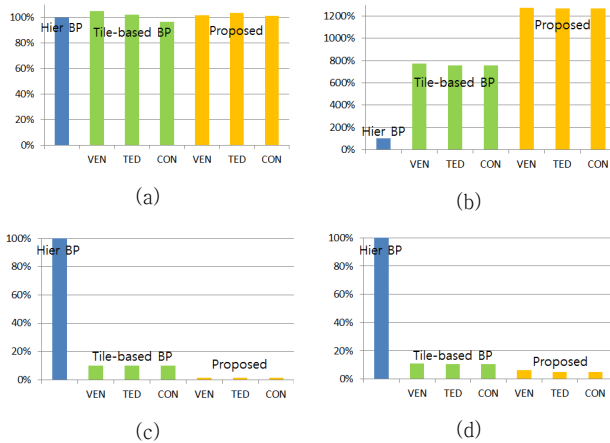 100%
80%
60%
40%
20%
0%
Hier BP
Tile-based BP
Proposed
VEN TED CON VEN TED CON
(a)
1200%
1000%
800%
600%
400%
200%
0%
Hier BP
Tile-based BP
Proposed
VEN TED CON VEN TED CON
(b)
100%
80%
60%
40%
20%
0%
Hier BP
Tile-based BP
Proposed
VEN TED CON VEN TED CON
(c)
100%
80%
60%
40%
20%
0%
Hier BP
Tile-based BP
Proposed
VEN TED CON VEN TED CON
(d)